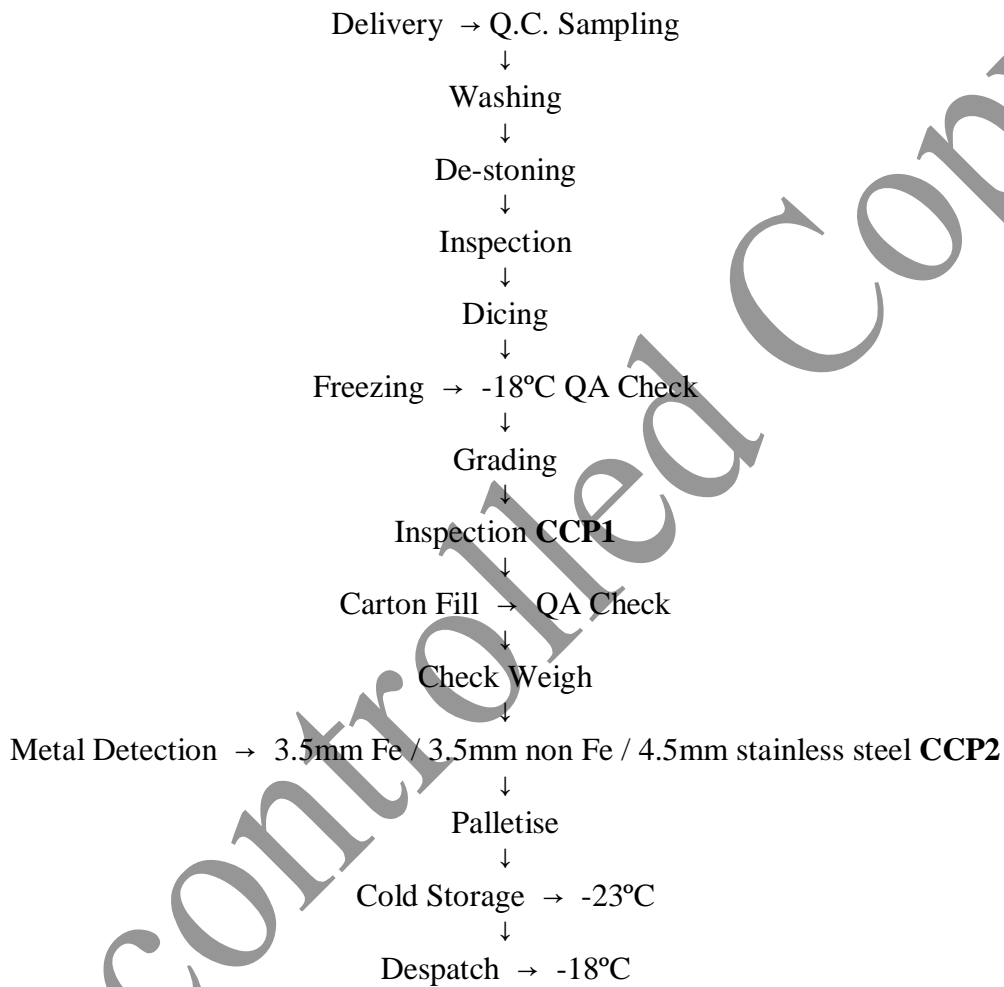 Delivery → Q.C. Sampling
↓
Washing
↓
De-stoning
↓
Inspection
↓
Dicing
↓
Freezing → -18ºC QA Check
↓
Grading
↓
Inspection CCP1
↓
Carton Fill → QA Check
↓
Check Weigh
↓
Metal Detection → 3.5mm Fe / 3.5mm non Fe / 4.5mm stainless steel CCP2
↓
Palletise
↓
Cold Storage → -23ºC
↓
Despatch → -18ºC
controlled Cop